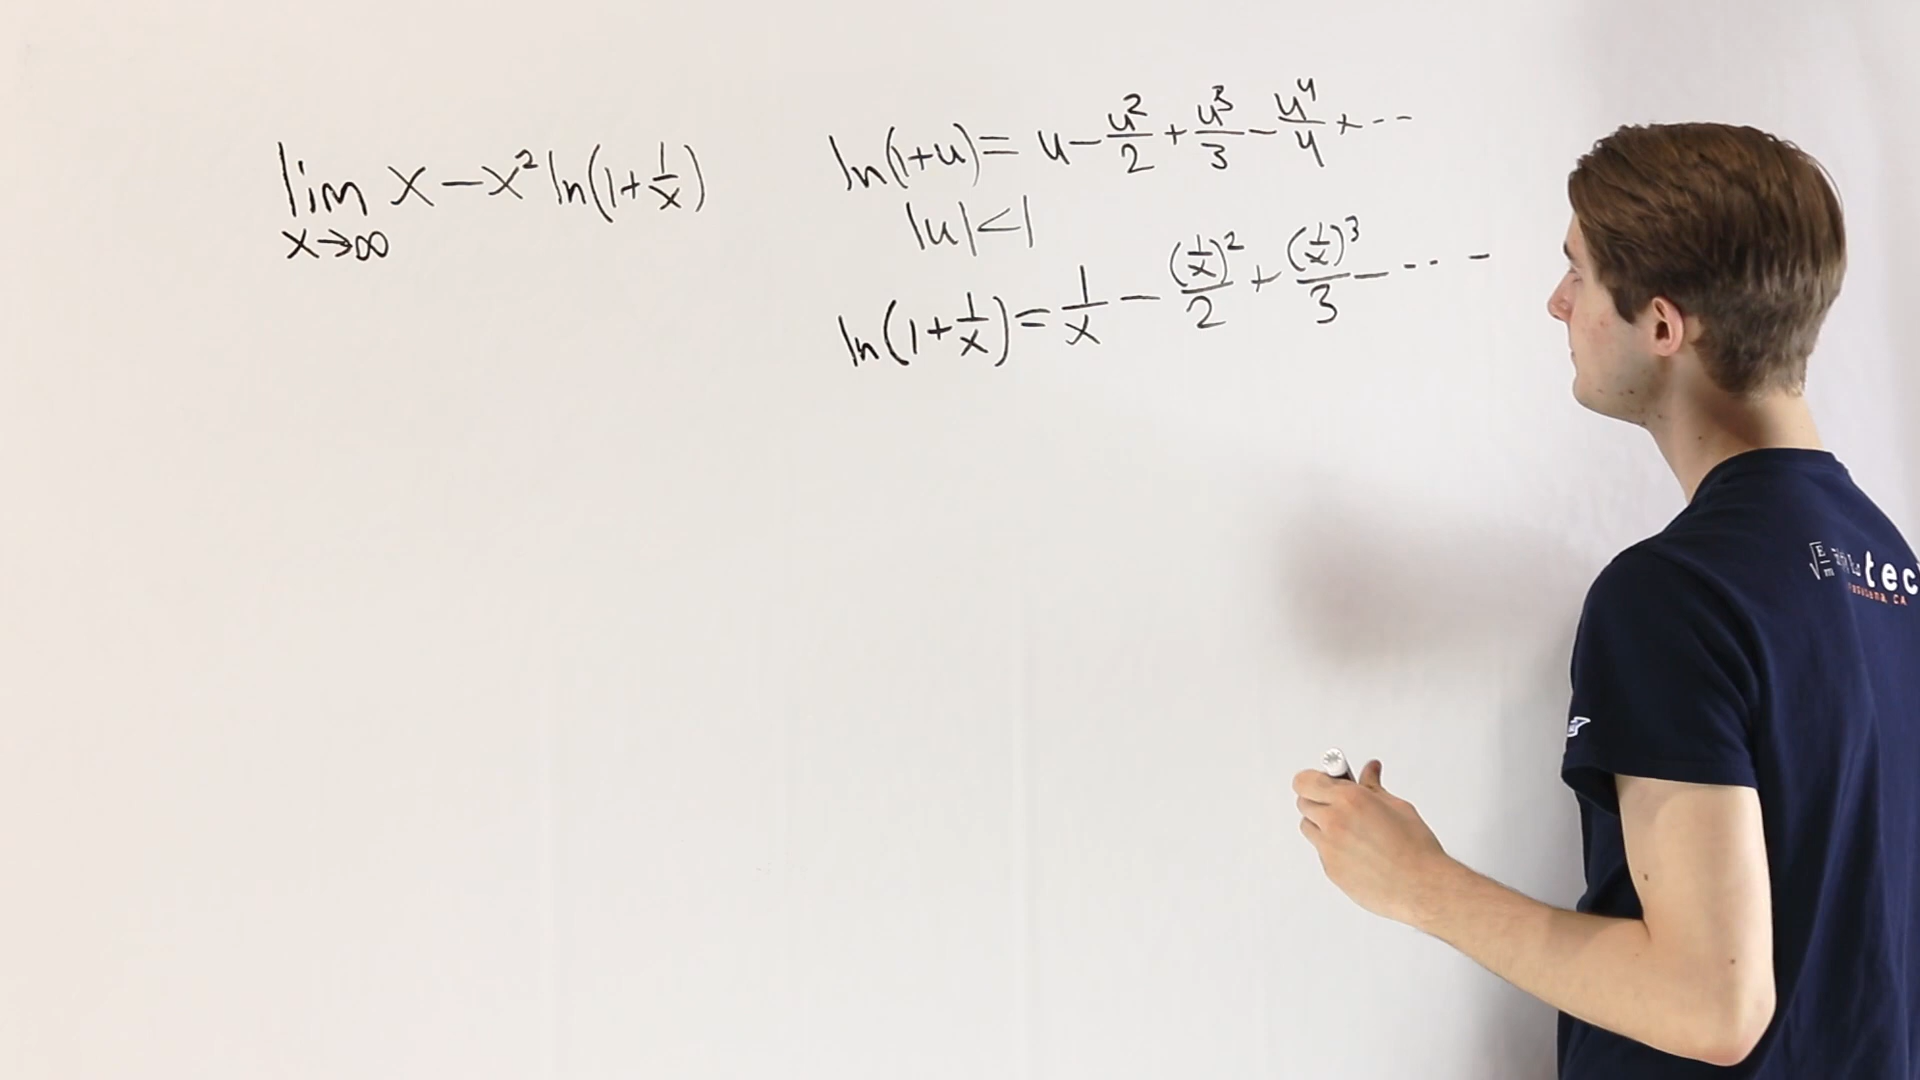 lim x - x² ln(1+1/x)
x→∞
ln(1+u) = u - u²/2 + u³/3 - u⁴/4 + ...
|u|<1
ln(1+1/x) = 1/x - (1/x)²/2 + (1/x)³/3 - ... -
tec